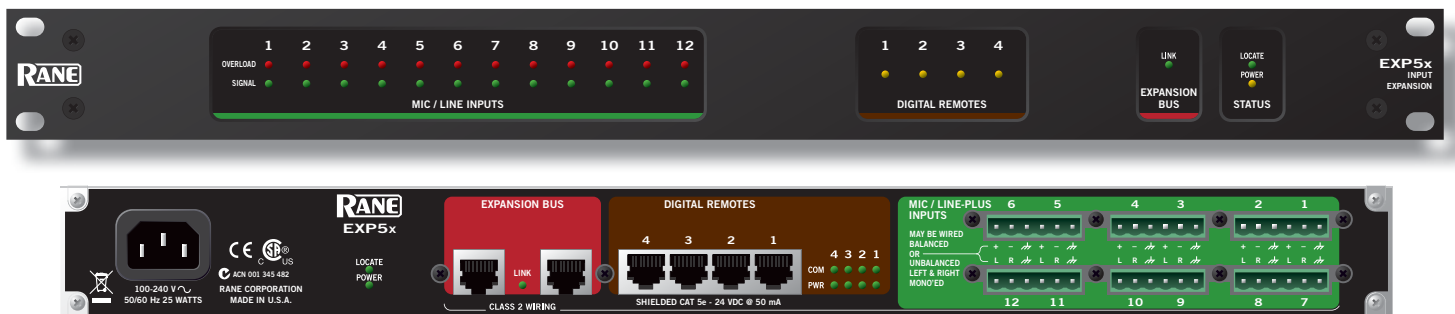 1 2 3 4 5 6 7 8 9 10 11 12
OVERLOAD
SIGNAL
MIC / LINE INPUTS
RANE
1 2 3 4
DIGITAL REMOTES
LINK
EXPANSION
BUS
LOCATE
POWER
STATUS
EXP5x
INPUT
EXPANSION
100-240 V
50/60 Hz 25 WATTS
CE C SA ® US
ACN 001 345 482
RANE CORPORATION
MADE IN U.S.A.
RANE
EXP5x
LOCATE
POWER
EXPANSION BUS
LINK
CLASS 2 WIRING
DIGITAL REMOTES
4 3 2 1
4 3 2 1
COM
PWR
SHIELDED CAT 5e - 24 VDC @ 50 mA
MIC / LINE-PLUS
INPUTS
MAY BE WIRED
BALANCED
OR
UNBALANCED
LEFT & RIGHT
MONO'ED
6 5 4 3 2 1
+ - + - + - + - + - + -
L R L R L R L R L R L R
12 11 10 9 8 7